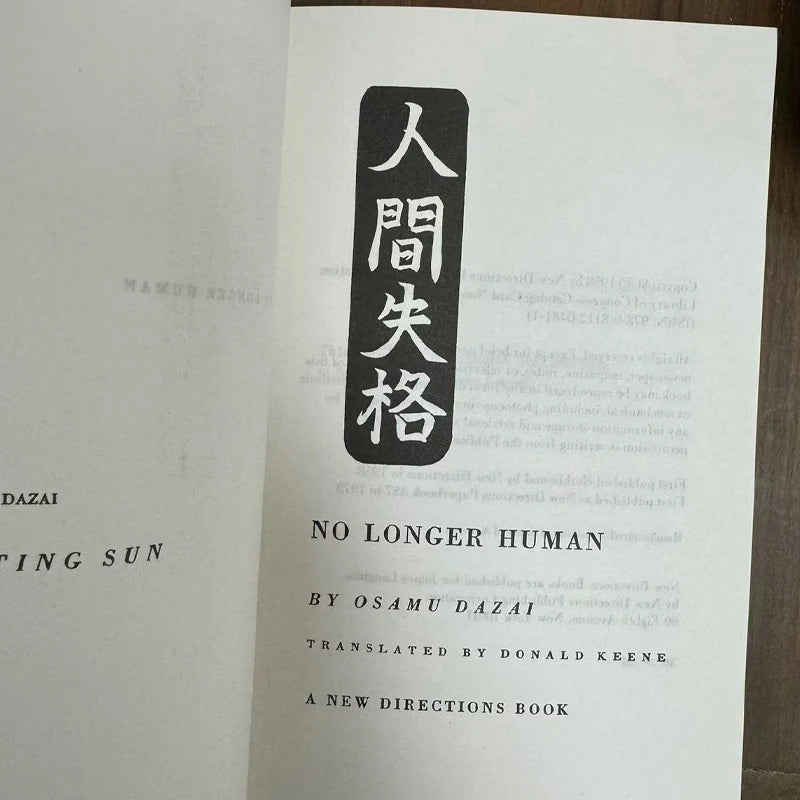 DAZAI
TING SUN
人間失格
NO LONGER HUMAN
BY OSAMU DAZAI
TRANSLATED BY DONALD KEENE
A NEW DIRECTIONS BOOK